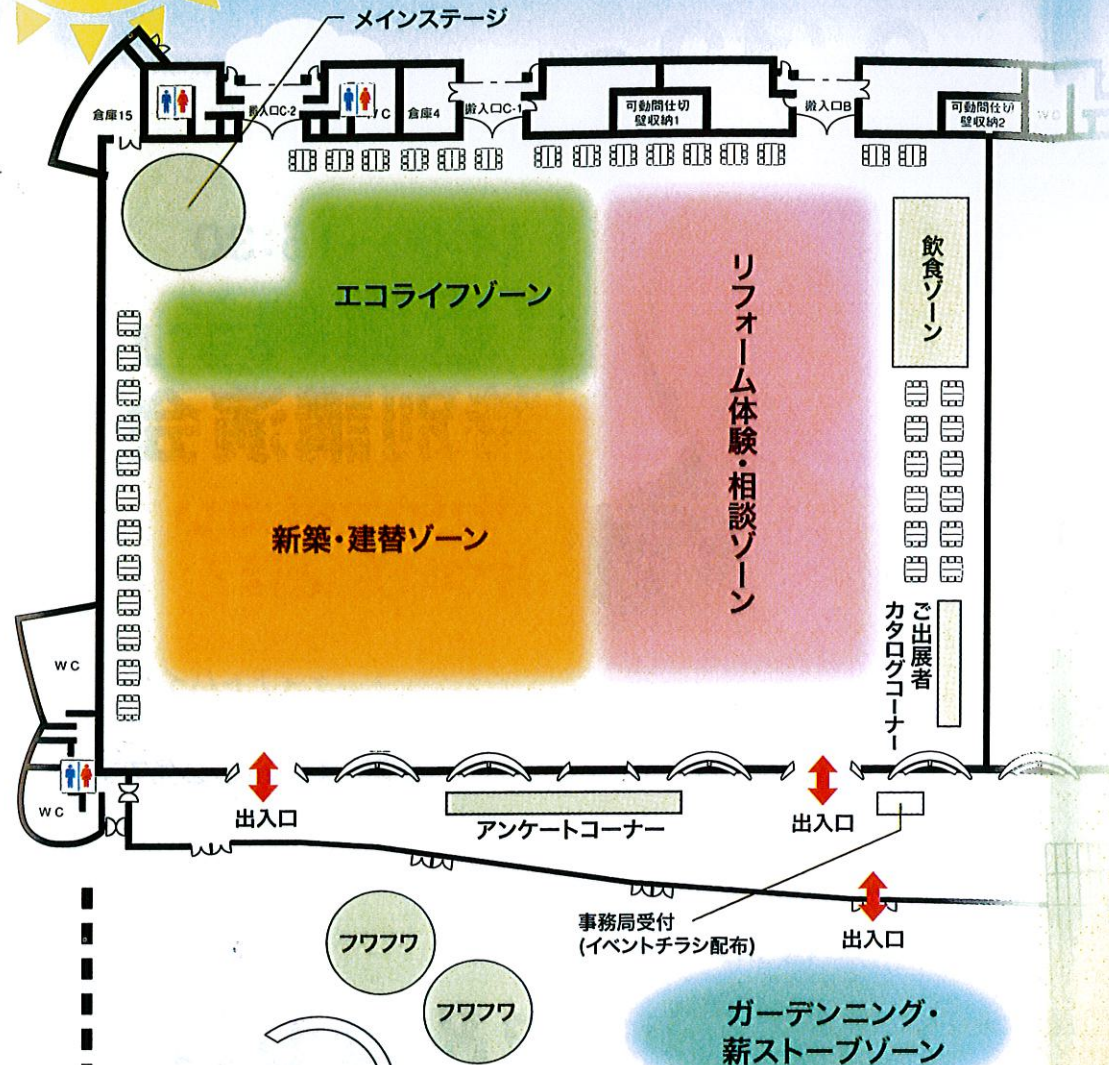 メインステージ
倉庫15
搬入口C-2
WC
倉庫4
搬入口C-1
可動間仕切
壁収納1
搬入口B
可動間仕切
壁収納2
WC
エコライフゾーン
リフォーム体験・相談ゾーン
飲食ゾーン
新築・建替ゾーン
ご出展者
カタログコーナー
WC
WC
出入口
アンケートコーナー
出入口
事務局受付
(イベントチラシ配布)
出入口
フワフワ
フワフワ
ガーデンニング・
薪ストーブゾーン